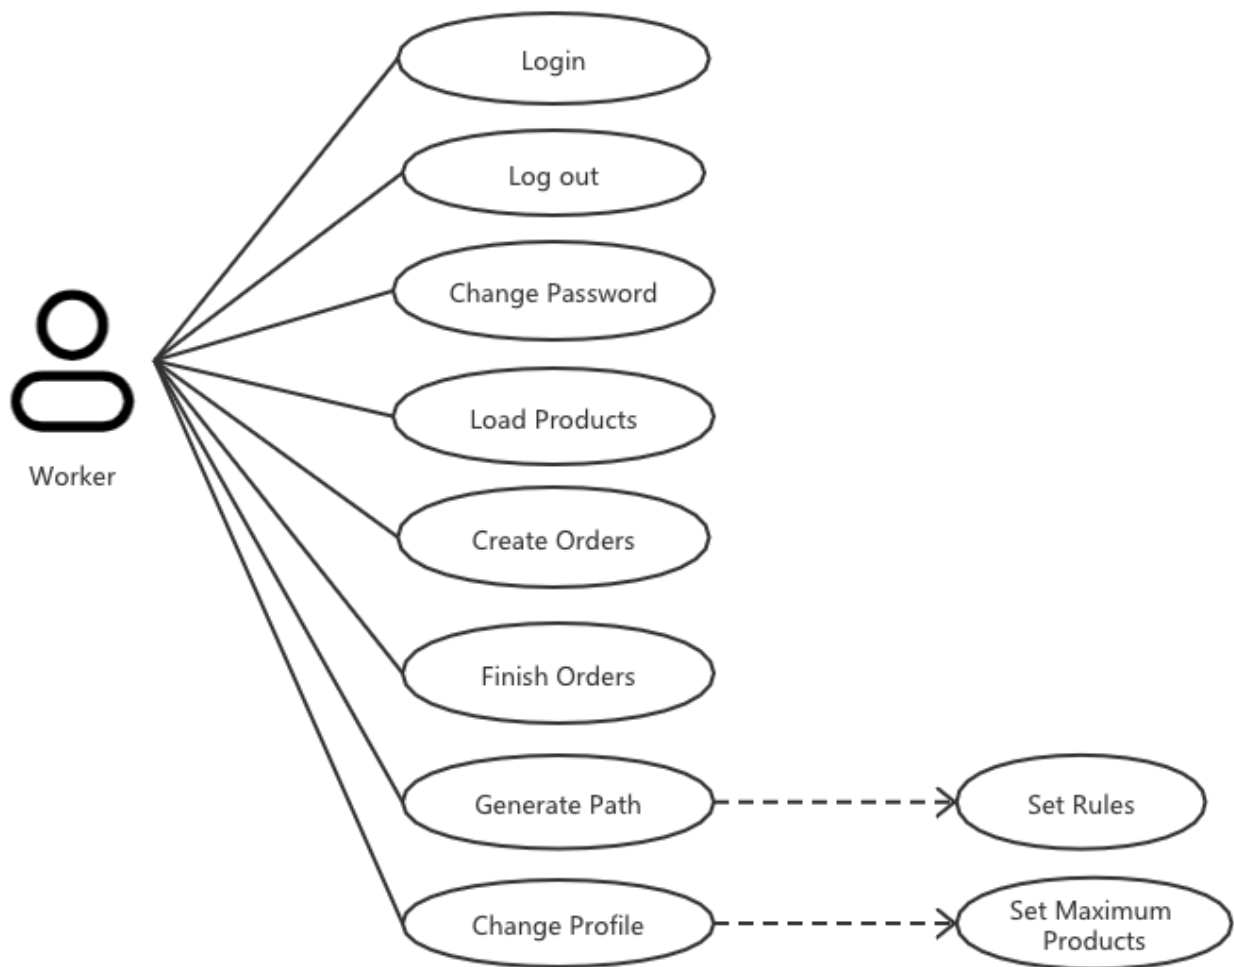 Login
Log out
Change Password
Load Products
Worker
Create Orders
Finish Orders
Generate Path
Set Rules
Change Profile
Set Maximum
Products